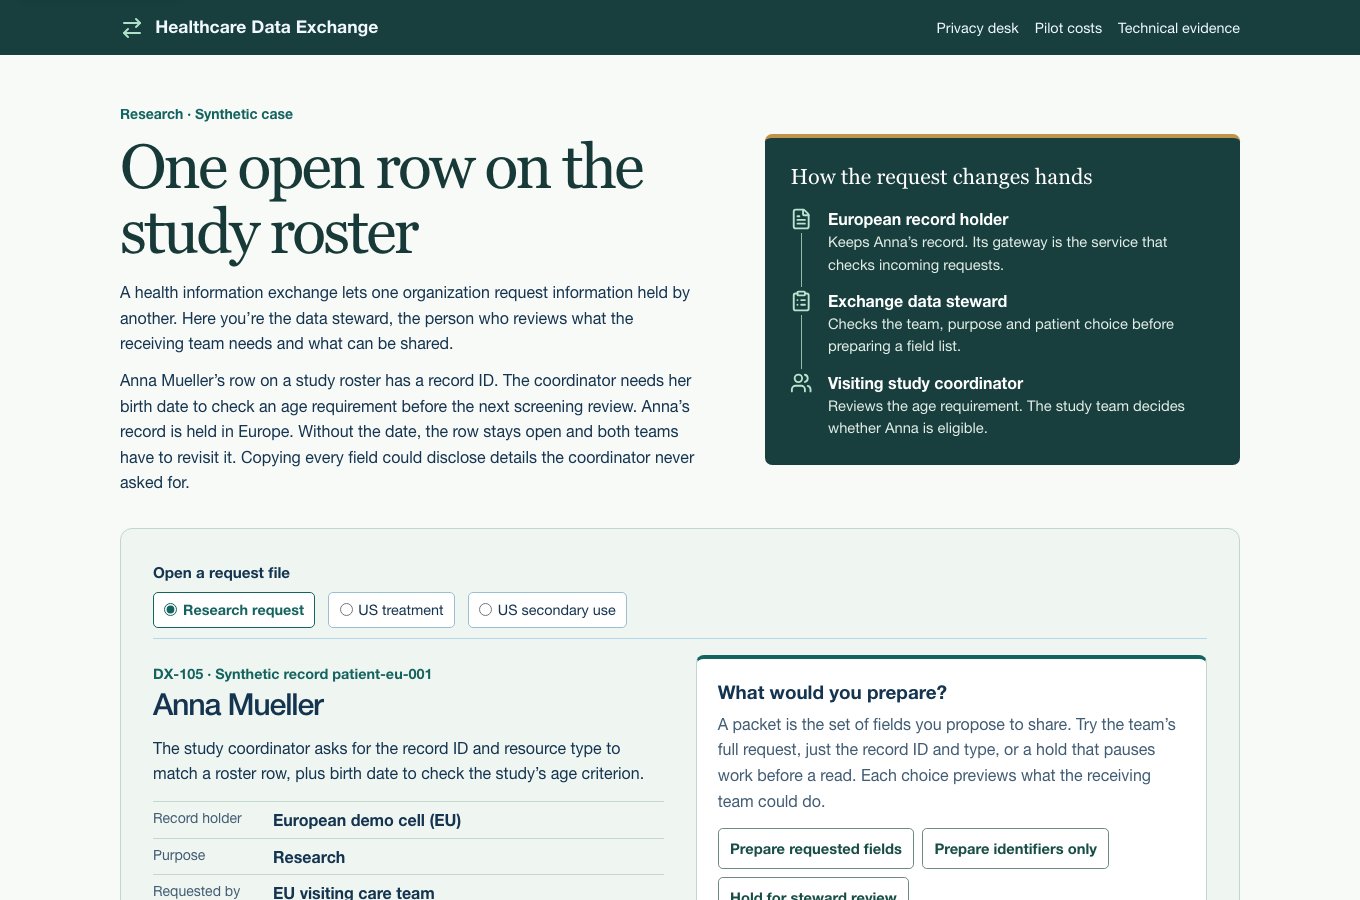 Healthcare Data Exchange
Privacy desk
Pilot costs
Technical evidence
Research · Synthetic case
One open row on the
study roster
A health information exchange lets one organization request information held by
another. Here you’re the data steward, the person who reviews what the
receiving team needs and what can be shared.
Anna Mueller’s row on a study roster has a record ID. The coordinator needs her
birth date to check an age requirement before the next screening review. Anna’s
record is held in Europe. Without the date, the row stays open and both teams
have to revisit it. Copying every field could disclose details the coordinator never
asked for.
How the request changes hands
European record holder
Keeps Anna’s record. Its gateway is the service that
checks incoming requests.
Exchange data steward
Checks the team, purpose and patient choice before
preparing a field list.
Visiting study coordinator
Reviews the age requirement. The study team decides
whether Anna is eligible.
Open a request file
Research request
US treatment
US secondary use
DX-105 · Synthetic record patient-eu-001
Anna Mueller
The study coordinator asks for the record ID and resource type to
match a roster row, plus birth date to check the study’s age criterion.
Record holder
European demo cell (EU)
Purpose
Research
Requested by
EU visiting care team
What would you prepare?
A packet is the set of fields you propose to share. Try the team’s
full request, just the record ID and type, or a hold that pauses
work before a read. Each choice previews what the receiving
team could do.
Prepare requested fields
Prepare identifiers only
Hold for steward review